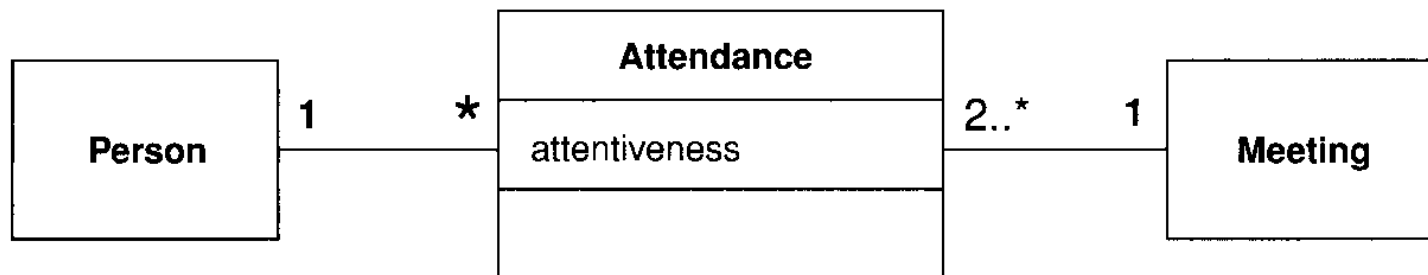 Attendance
Person
1
*
attentiveness
2..*
1
Meeting